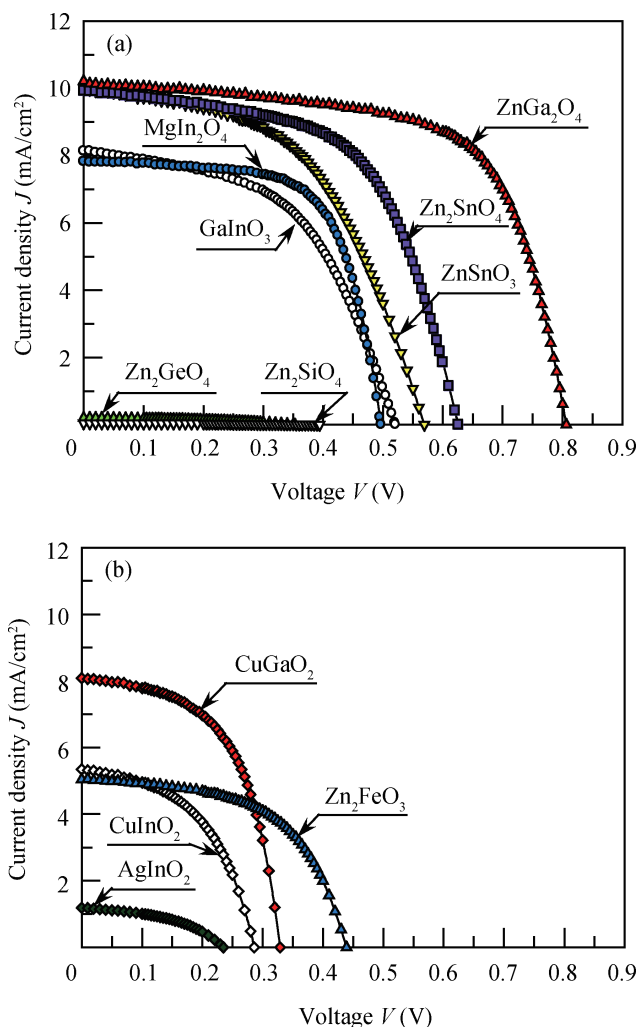 (a)
12
10
8
6
4
2
0
0.1
0.2
0.3
0.4
0.5
0.6
0.7
0.8
0.9
Current density J (mA/cm²)
Voltage V (V)
ZnGa₂O₄
MgIn₂O₄
Zn₂SnO₄
GaInO₃
ZnSnO₃
Zn₂GeO₄
Zn₂SiO₄
(b)
12
10
8
6
4
2
0
0.1
0.2
0.3
0.4
0.5
0.6
0.7
0.8
0.9
Current density J (mA/cm²)
Voltage V (V)
CuGaO₂
Zn₂FeO₃
CuInO₂
AgInO₂